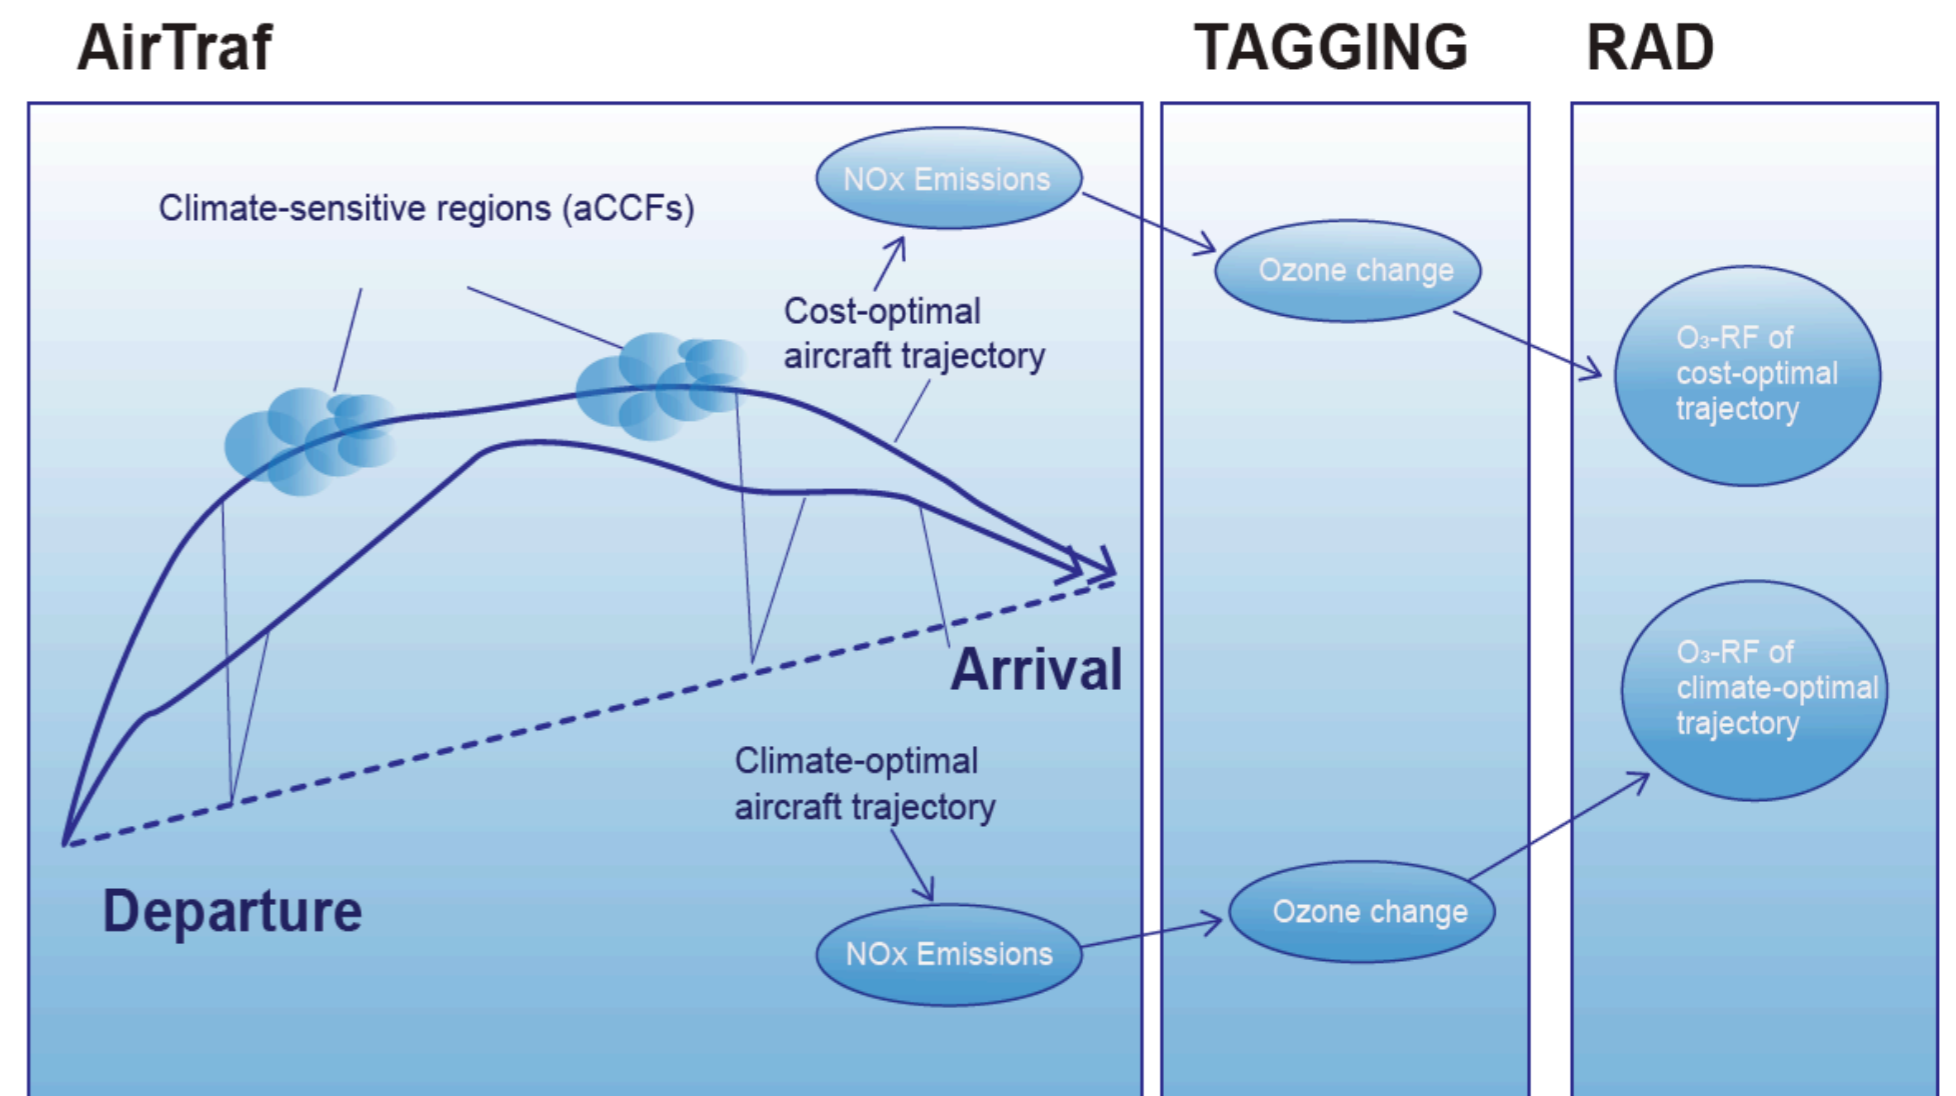 AirTraf
TAGGING
RAD
Climate-sensitive regions (aCCFs)
NOx Emissions
Cost-optimal
aircraft trajectory
Ozone change
O₃-RF of
cost-optimal
trajectory
Arrival
Climate-optimal
aircraft trajectory
Departure
NOx Emissions
Ozone change
O₃-RF of
climate-optimal
trajectory